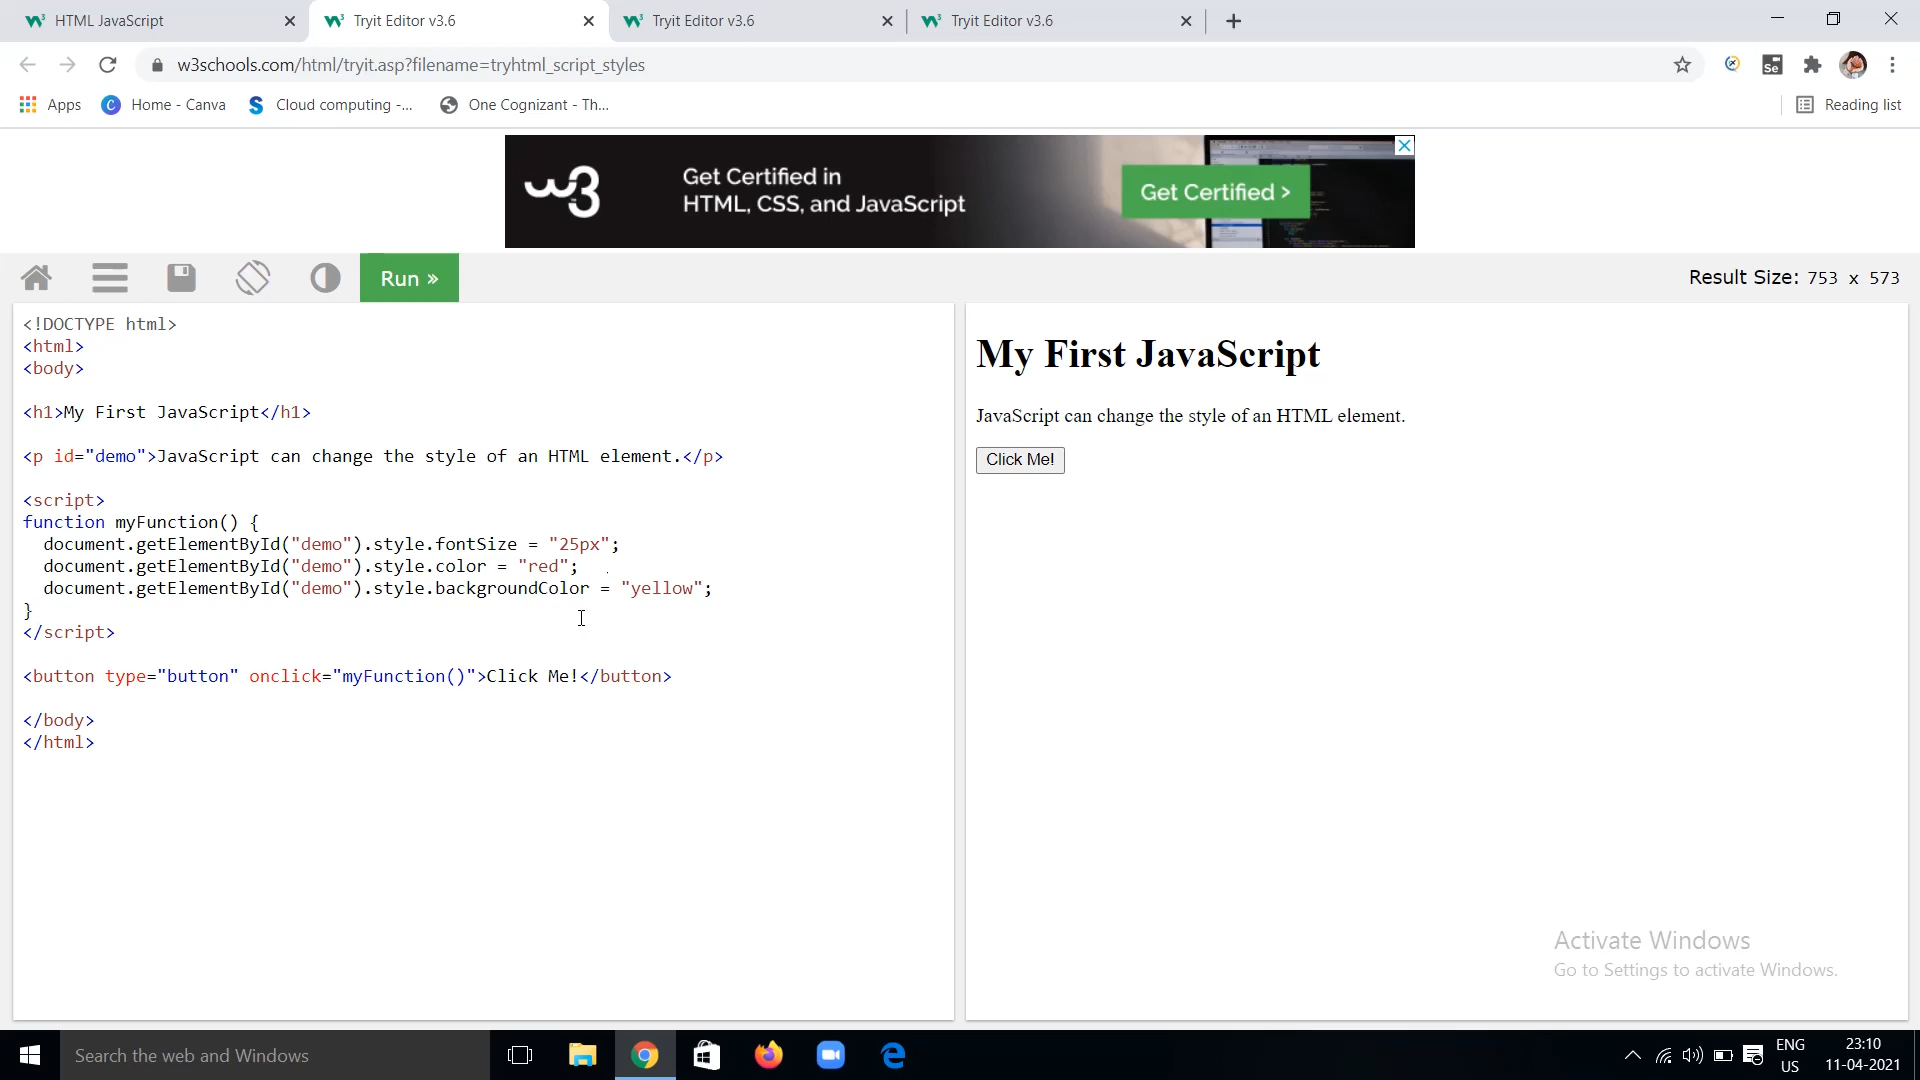 HTML JavaScript
Tryit Editor v3.6
Tryit Editor v3.6
Tryit Editor v3.6
w3schools.com/html/tryit.asp?filename=tryhtml_script_styles
Se
Apps
Home - Canva
Cloud computing -...
One Cognizant - Th...
Reading list
w3
Get Certified in
HTML, CSS, and JavaScript
Get Certified >
Run »
Result Size: 753 x 573
<!DOCTYPE html>
<html>
<body>
<h1>My First JavaScript</h1>
<p id="demo">JavaScript can change the style of an HTML element.</p>
<script>
function myFunction() {
document.getElementById("demo").style.fontSize = "25px";
document.getElementById("demo").style.color = "red";
document.getElementById("demo").style.backgroundColor = "yellow";
}
</script>
<button type="button" onclick="myFunction()">Click Me!</button>
</body>
</html>
My First JavaScript
JavaScript can change the style of an HTML element.
Click Me!
Activate Windows
Go to Settings to activate Windows.
Search the web and Windows
ENG
US
23:10
11-04-2021